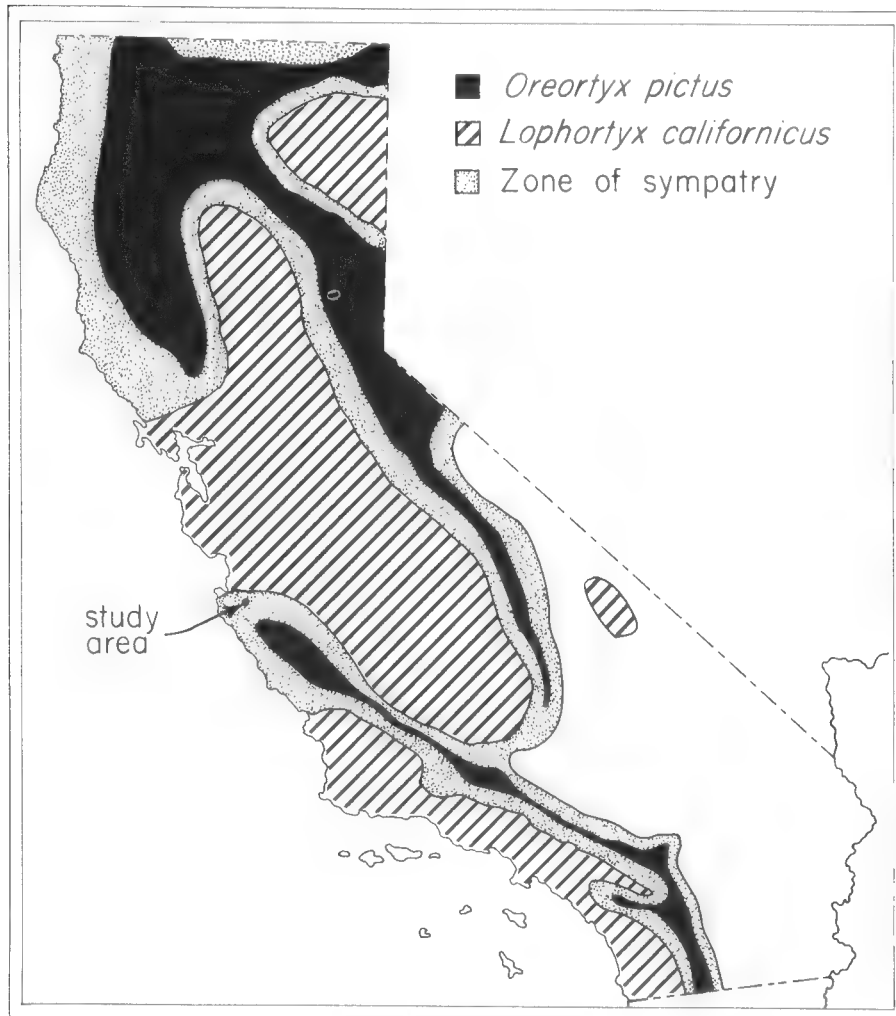 Oreortyx pictus
Lophortyx californicus
Zone of sympatry
study
area